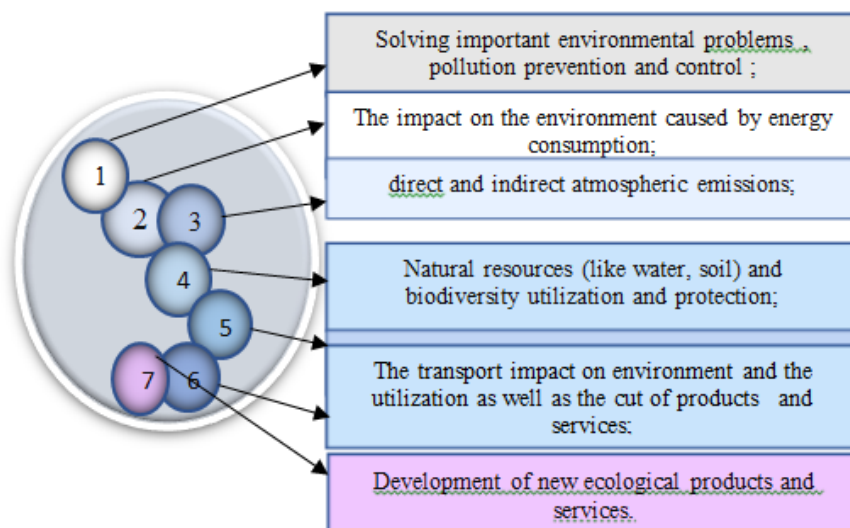 Solving important environmental problems ,
pollution prevention and control ;
The impact on the environment caused by energy
consumption;
direct and indirect atmospheric emissions;
Natural resources (like water, soil) and
biodiversity utilization and protection;
The transport impact on environment and the
utilization as well as the cut of products and
services;
Development of new ecological products and
services.
1
2
3
4
5
7
6